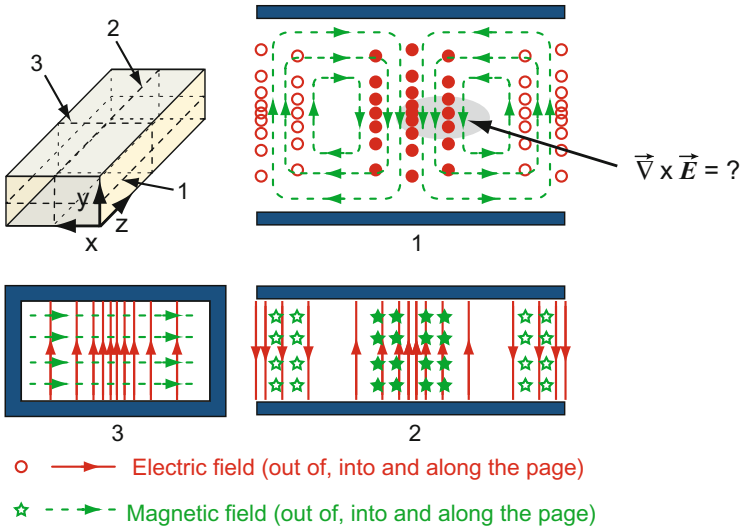 2
3
y
z
x
1
1
∇ x E = ?
3
2
Electric field (out of, into and along the page)
Magnetic field (out of, into and along the page)